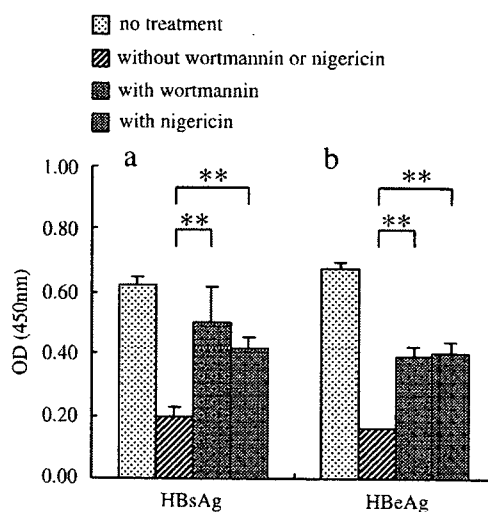 no treatment
without wortmannin or nigericin
with wortmannin
with nigericin
a
b
1.00
0.80
0.60
0.40
0.20
0.00
OD (450nm)
**
**
**
**
HBsAg
HBeAg